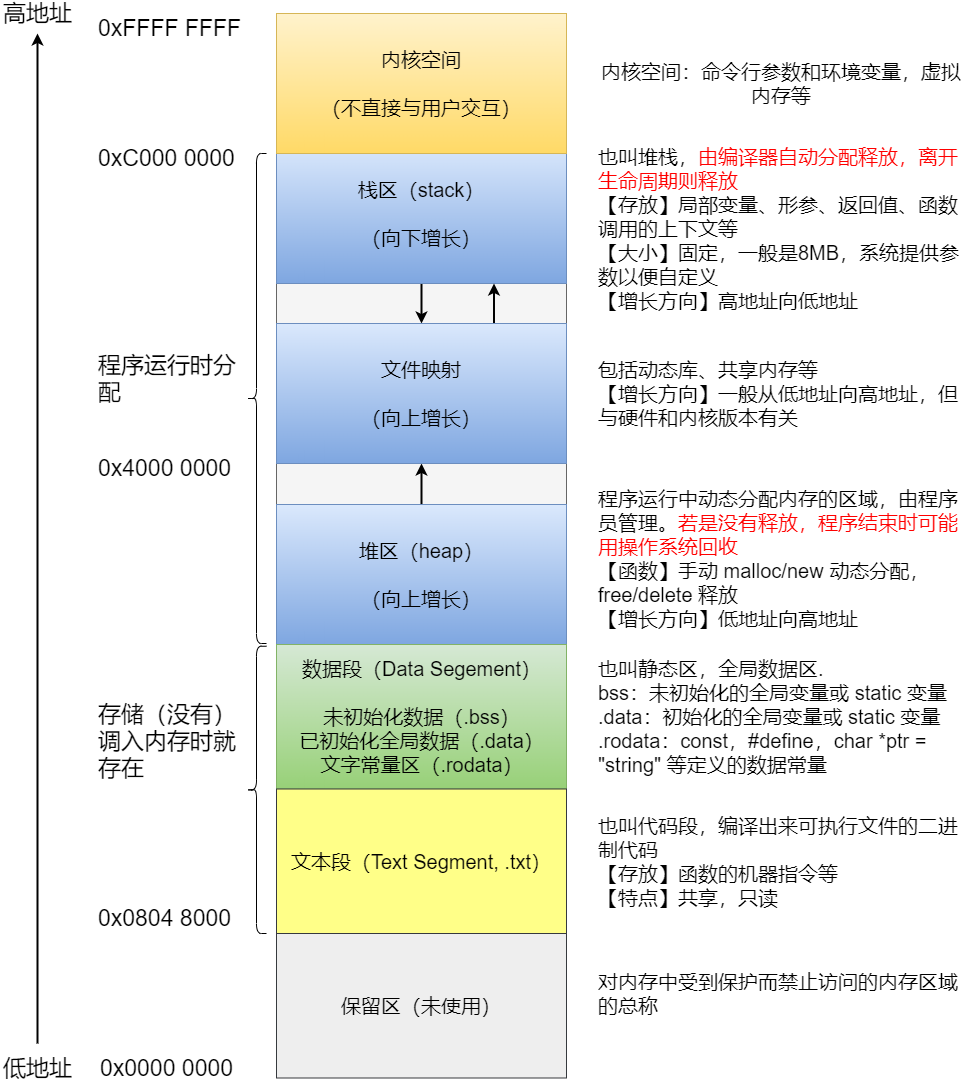 高地址
0xFFFF FFFF
内核空间
（不直接与用户交互）
内核空间：命令行参数和环境变量，虚拟
内存等
0xC000 0000
栈区（stack）
（向下增长）
也叫堆栈，由编译器自动分配释放，离开
生命周期则释放
【存放】局部变量、形参、返回值、函数
调用的上下文等
【大小】固定，一般是8MB，系统提供参
数以便自定义
【增长方向】高地址向低地址
程序运行时分
配
文件映射
（向上增长）
包括动态库、共享内存等
【增长方向】一般从低地址向高地址，但
与硬件和内核版本有关
0x4000 0000
堆区（heap）
（向上增长）
程序运行中动态分配内存的区域，由程序
员管理。若是没有释放，程序结束时可能
用操作系统回收
【函数】手动 malloc/new 动态分配，
free/delete 释放
【增长方向】低地址向高地址
存储（没有）
调入内存时就
存在
数据段（Data Segement）
未初始化数据（.bss）
已初始化全局数据（.data）
文字常量区（.rodata）
也叫静态区，全局数据区.
bss：未初始化的全局变量或 static 变量
.data：初始化的全局变量或 static 变量
.rodata：const，#define，char *ptr =
"string" 等定义的数据常量
文本段（Text Segment, .txt）
也叫代码段，编译出来可执行文件的二进
制代码
【存放】函数的机器指令等
【特点】共享，只读
0x0804 8000
保留区（未使用）
对内存中受到保护而禁止访问的内存区域
的总称
低地址
0x0000 0000